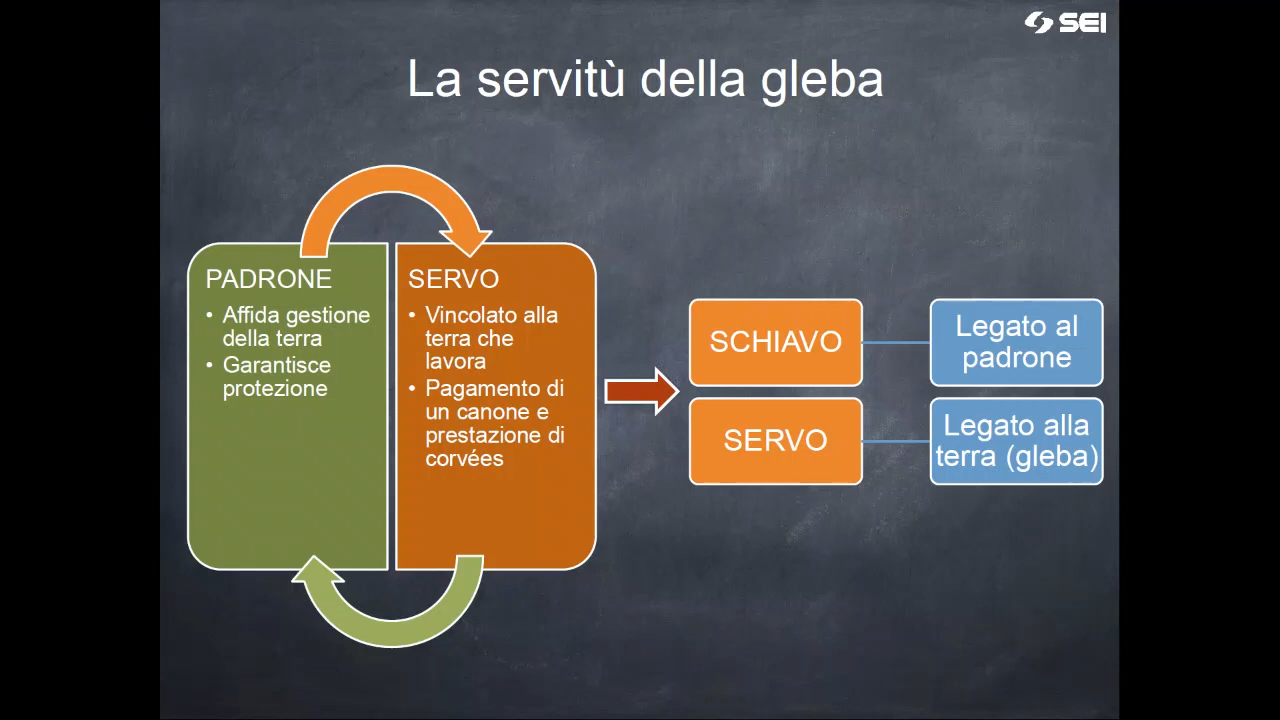 SEI
La servitù della gleba
PADRONE
• Affida gestione
della terra
• Garantisce
protezione
SERVO
• Vincolato alla
terra che
lavora
• Pagamento di
un canone e
prestazione di
corvées
SCHIAVO
Legato al
padrone
SERVO
Legato alla
terra (gleba)